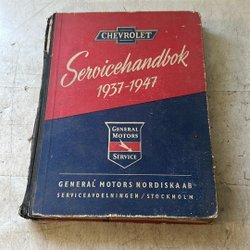 CHEVROLET
Servicehandbok
1937-1947
GENERAL
MOTORS
SERVICE
GENERAL MOTORS NORDISKA AB
SERVICEAVDELNINGEN / STOCKHOLM